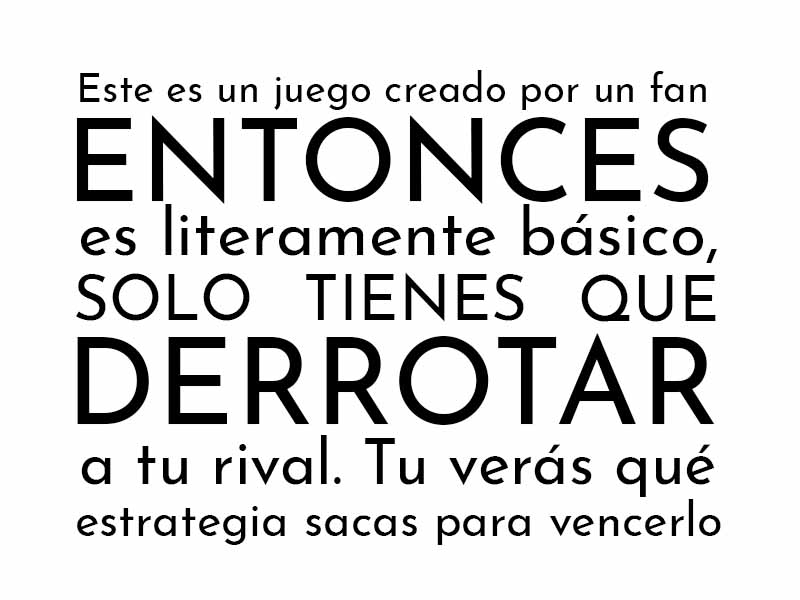 Este es un juego creado por un fan
ENTONCES
es literamente básico,
SOLO TIENES QUE
DERROTAR
a tu rival. Tu verás qué
estrategia sacas para vencerlo